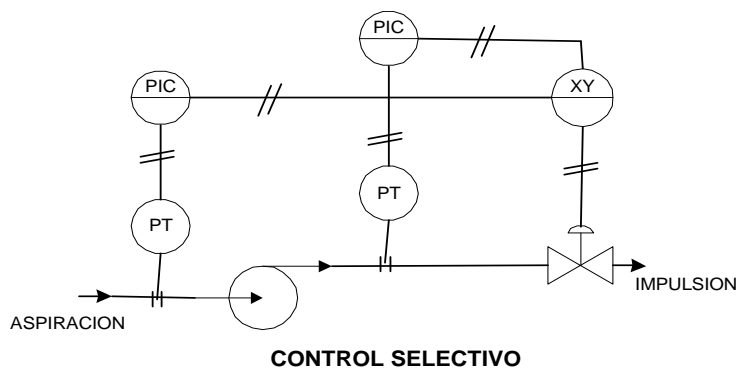 PIC
PIC
XY
PT
PT
ASPIRACION
IMPULSION
CONTROL SELECTIVO